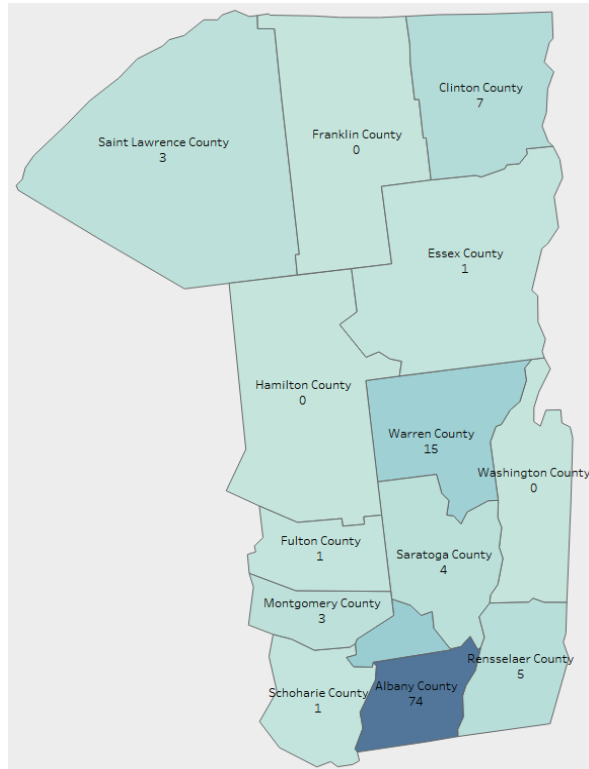 Clinton County
7
Saint Lawrence County
3
Franklin County
0
Essex County
1
Hamilton County
0
Warren County
15
Washington County
0
Fulton County
1
Saratoga County
4
Montgomery County
3
Rensselaer County
5
Schoharie County
1
Albany County
74